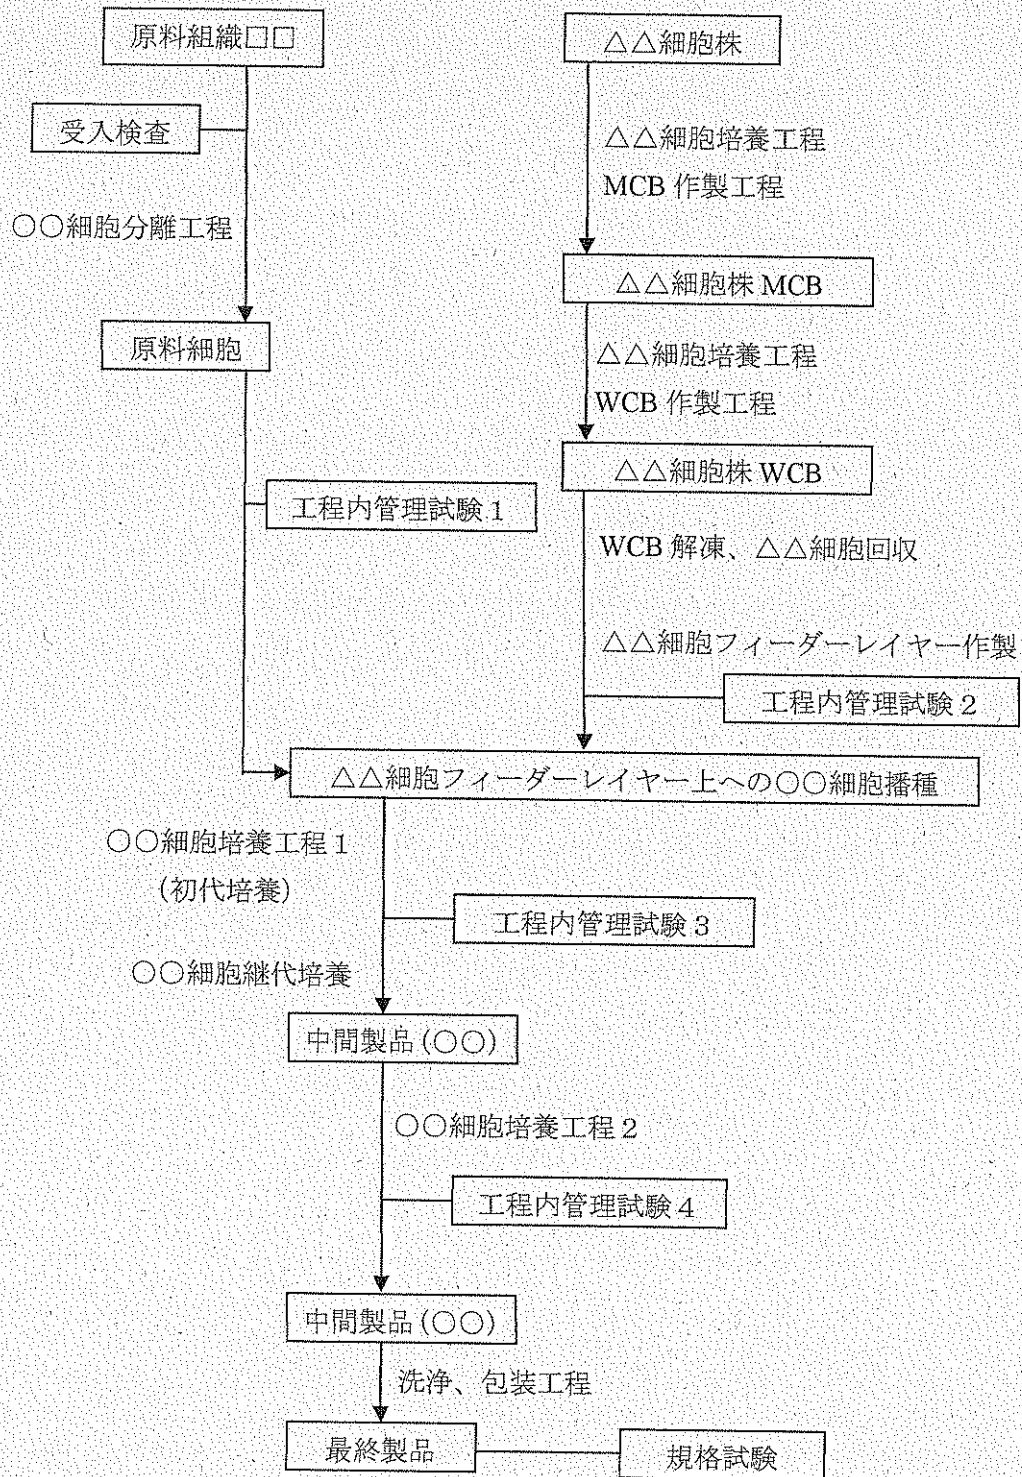 原料組織□□
△△細胞株
受入検査
△△細胞培養工程
MCB 作製工程
○○細胞分離工程
△△細胞株 MCB
原料細胞
△△細胞培養工程
WCB 作製工程
△△細胞株 WCB
工程内管理試験1
WCB 解凍、△△細胞回収
△△細胞フィーダーレイヤー作製
工程内管理試験2
△△細胞フィーダーレイヤー上への○○細胞播種
○○細胞培養工程1
(初代培養)
工程内管理試験3
○○細胞継代培養
中間製品(○○)
○○細胞培養工程2
工程内管理試験4
中間製品(○○)
洗浄、包装工程
最終製品
規格試験